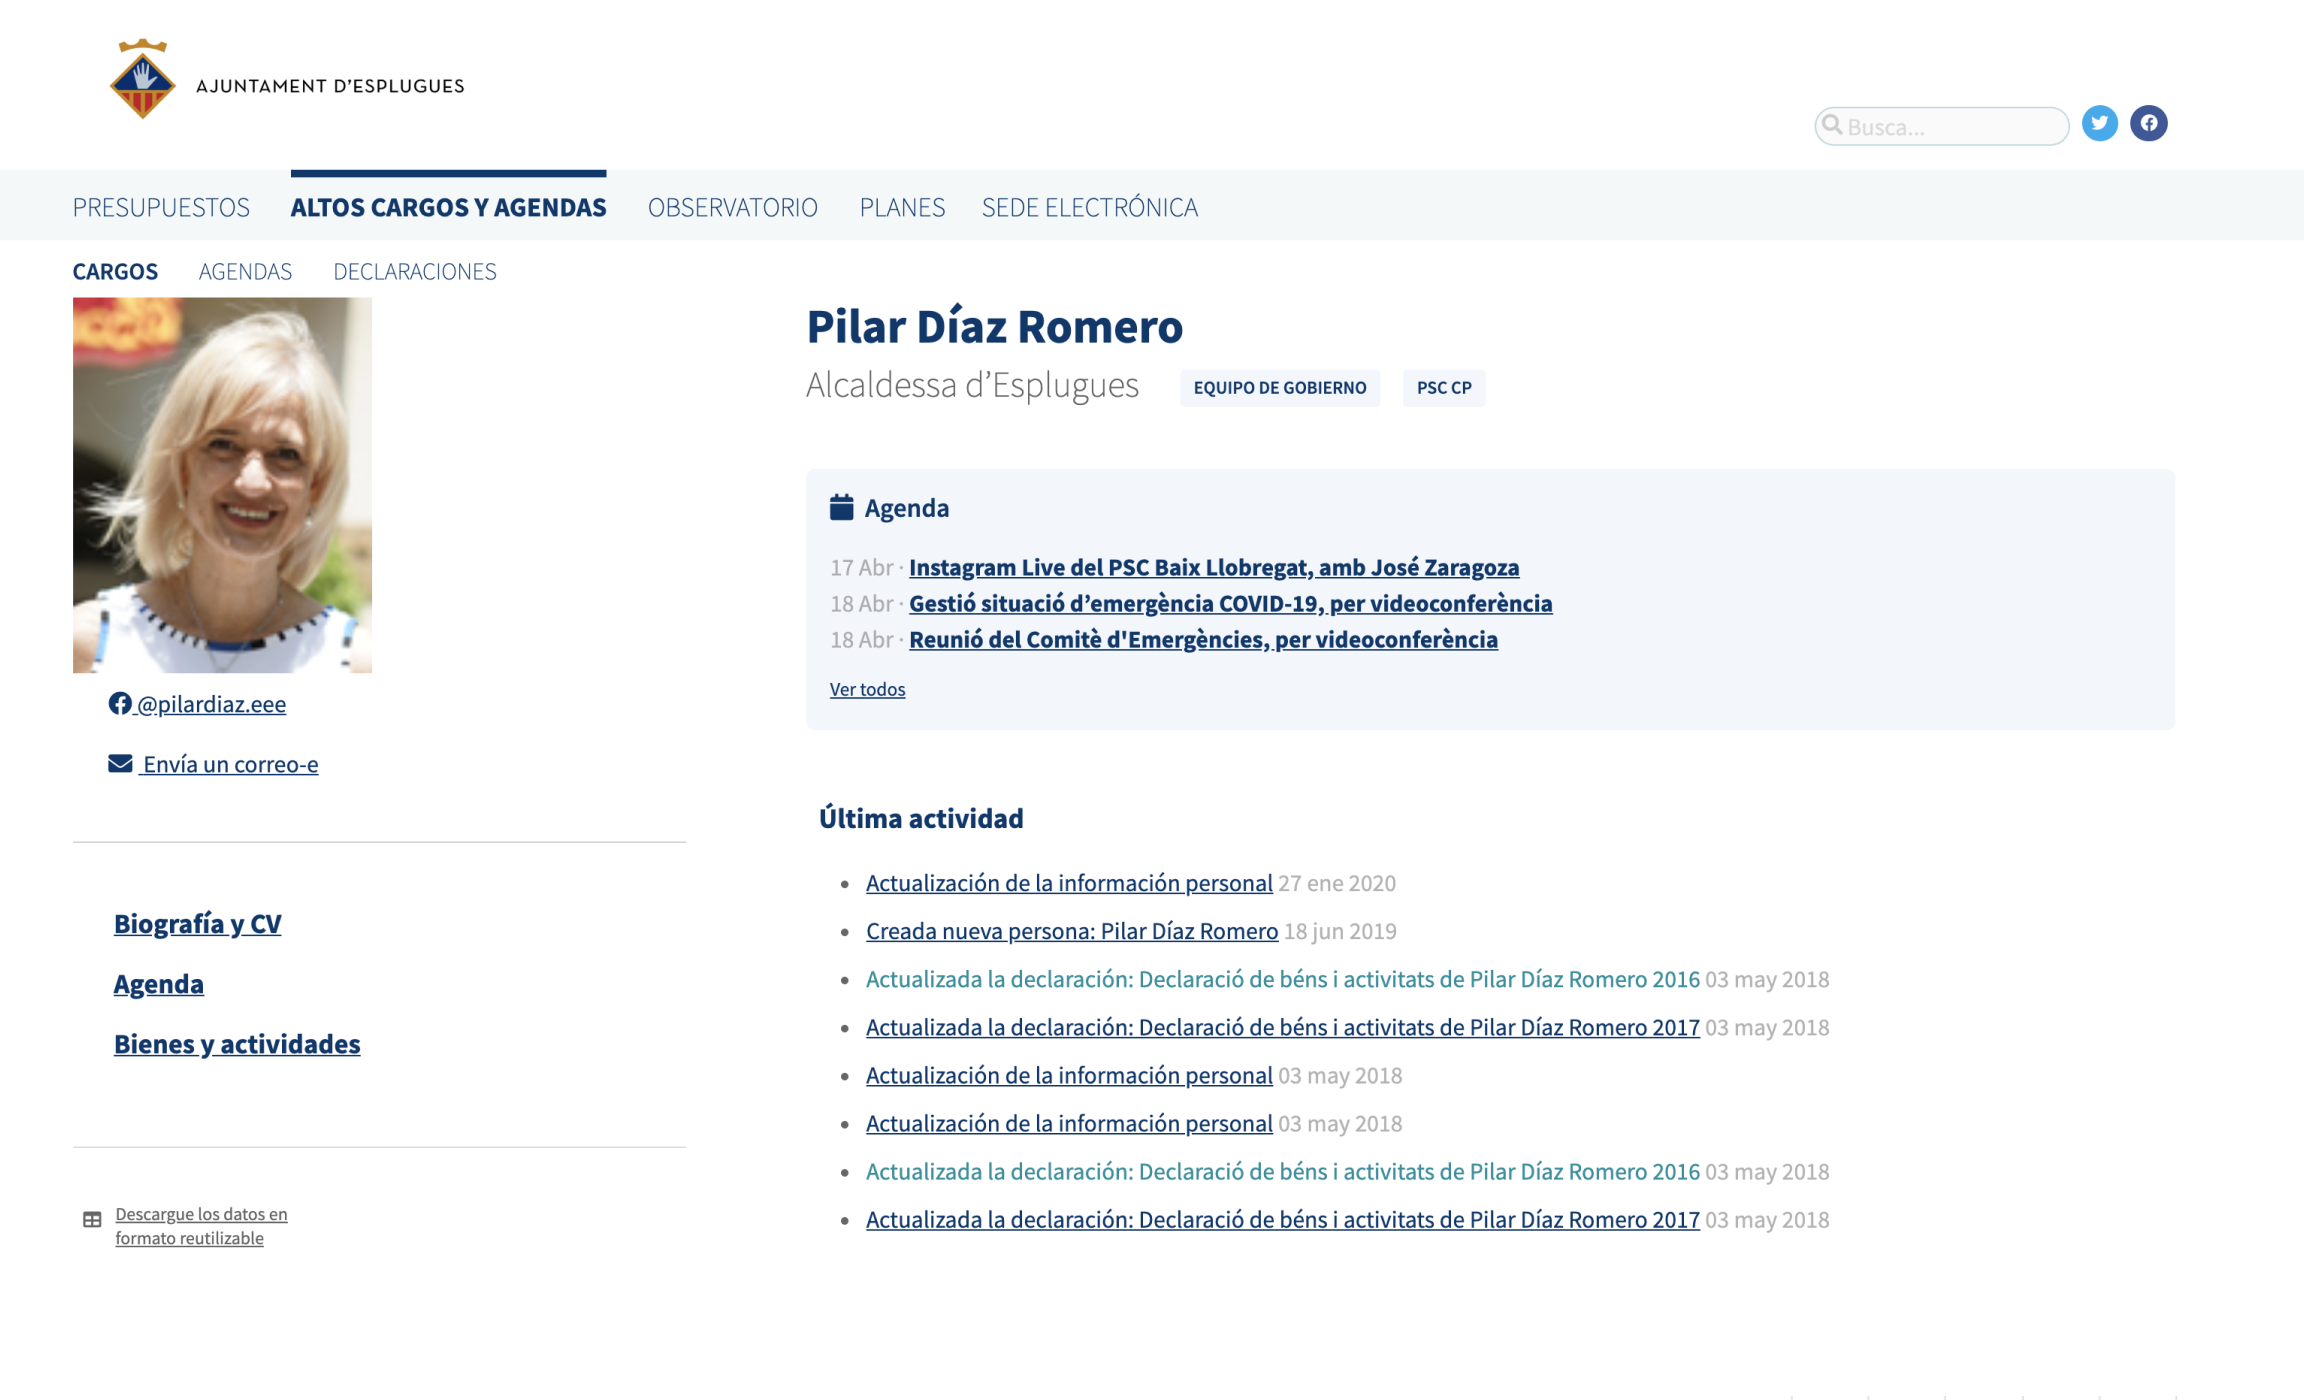 AJUNTAMENT D'ESPLUGUES
Busca...
PRESUPUESTOS
ALTOS CARGOS Y AGENDAS
OBSERVATORIO
PLANES
SEDE ELECTRÓNICA
CARGOS
AGENDAS
DECLARACIONES
@pilardiaz.eee
Envía un correo-e
Biografía y CV
Agenda
Bienes y actividades
Descargue los datos en
formato reutilizable
Pilar Díaz Romero
Alcaldessa d’Esplugues
EQUIPO DE GOBIERNO
PSC CP
Agenda
17 Abr · Instagram Live del PSC Baix Llobregat, amb José Zaragoza
18 Abr · Gestió situació d’emergència COVID-19, per videoconferència
18 Abr · Reunió del Comitè d'Emergències, per videoconferència
Ver todos
Última actividad
Actualización de la información personal 27 ene 2020
Creada nueva persona: Pilar Díaz Romero 18 jun 2019
Actualizada la declaración: Declaració de béns i activitats de Pilar Díaz Romero 2016 03 may 2018
Actualizada la declaración: Declaració de béns i activitats de Pilar Díaz Romero 2017 03 may 2018
Actualización de la información personal 03 may 2018
Actualización de la información personal 03 may 2018
Actualizada la declaración: Declaració de béns i activitats de Pilar Díaz Romero 2016 03 may 2018
Actualizada la declaración: Declaració de béns i activitats de Pilar Díaz Romero 2017 03 may 2018